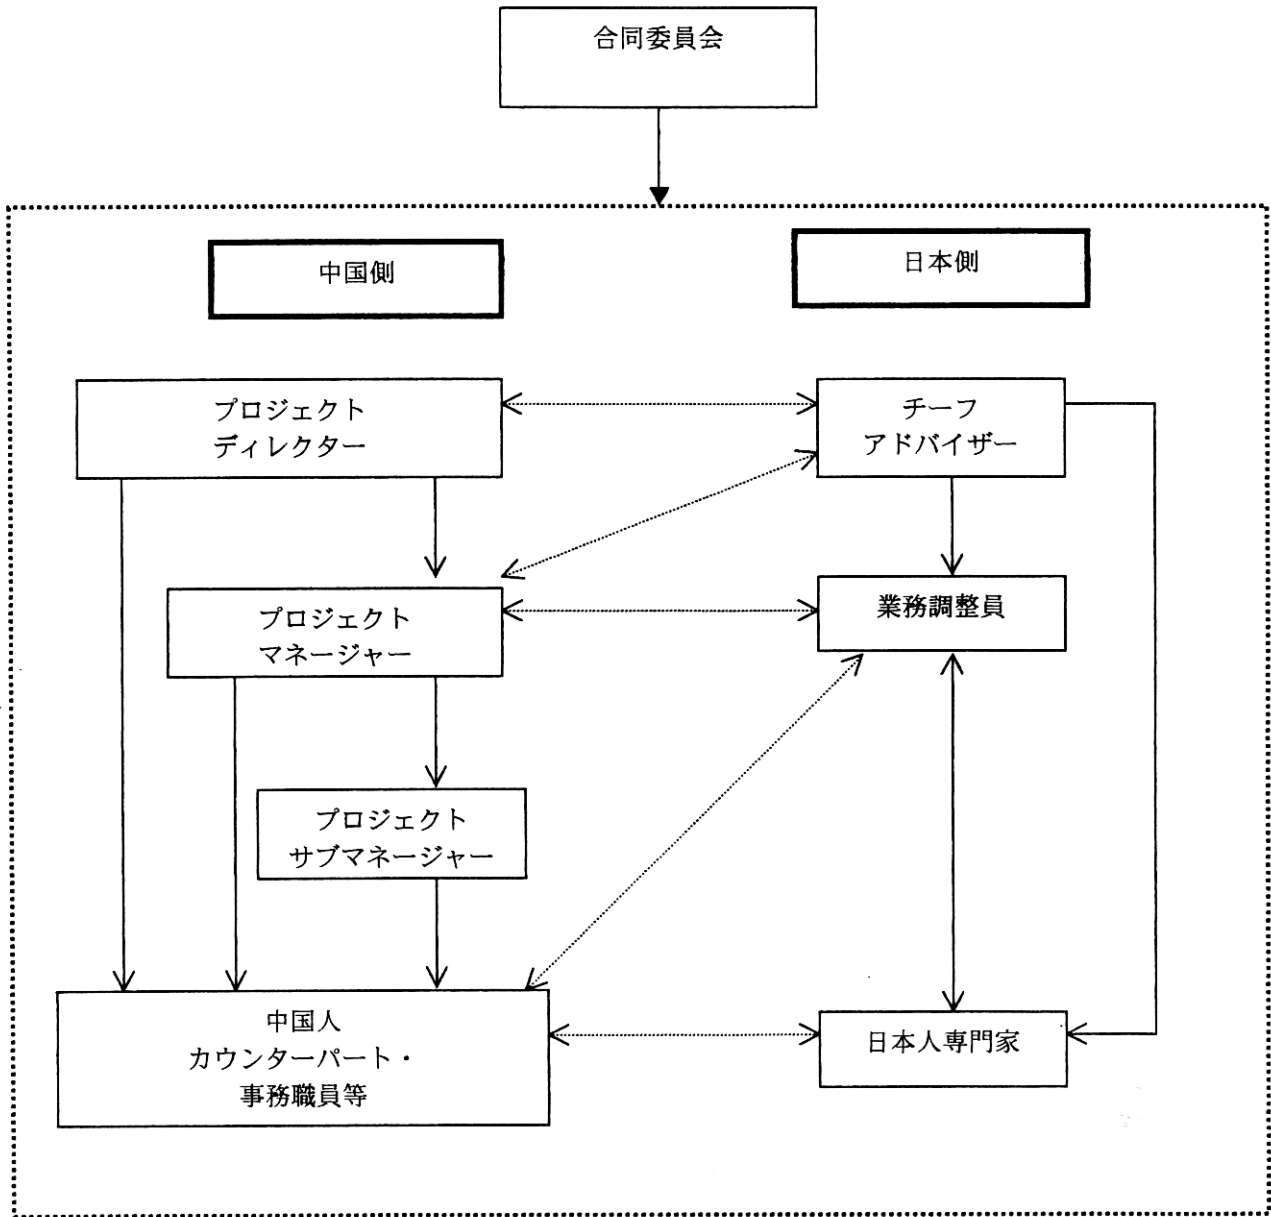 合同委員会
中国側
日本側
プロジェクト
ディレクター
チーフ
アドバイザー
プロジェクト
マネージャー
業務調整員
プロジェクト
サブマネージャー
中国人
カウンターパート・
事務職員等
日本人専門家